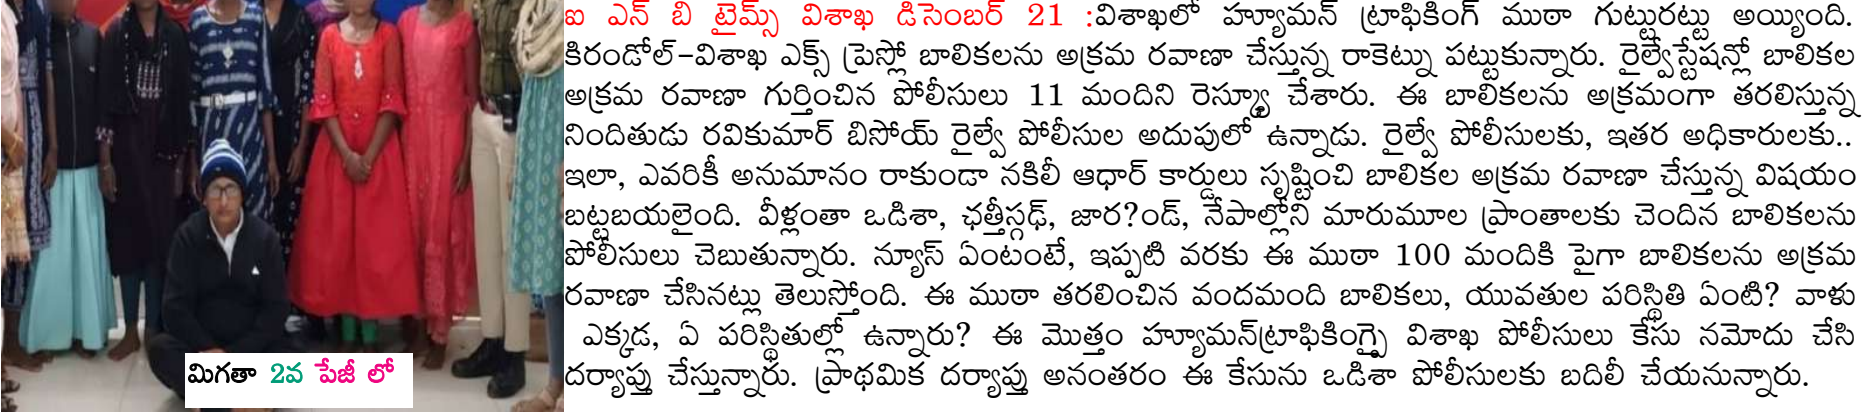 ఐ ఎన్ బి టైమ్స్ విశాఖ డిసెంబర్ 21 :విశాఖలో హ్యూమన్ ట్రాఫికింగ్ ముఠా గుట్టురట్టు అయ్యింది.
కిరండోల్-విశాఖ ఎక్స్ ప్రెస్లో బాలికలను అక్రమ రవాణా చేస్తున్న రాకెట్ను పట్టుకున్నారు. రైల్వేస్టేషన్లో బాలికల
అక్రమ రవాణా గుర్తించిన పోలీసులు 11 మందిని రెస్క్యూ చేశారు. ఈ బాలికలను అక్రమంగా తరలిస్తున్న
నిందితుడు రవికుమార్ బిసోయ్ రైల్వే పోలీసుల అదుపులో ఉన్నాడు. రైల్వే పోలీసులకు, ఇతర అధికారులకు..
ఇలా, ఎవరికీ అనుమానం రాకుండా నకిలీ ఆధార్ కార్డులు సృష్టించి బాలికల అక్రమ రవాణా చేస్తున్న విషయం
బట్టబయలైంది. వీళ్లంతా ఒడిశా, ఛత్తీస్గఢ్, జార?ండ్, నేపాల్లోని మారుమూల ప్రాంతాలకు చెందిన బాలికలను
పోలీసులు చెబుతున్నారు. న్యూస్ ఏంటంటే, ఇప్పటి వరకు ఈ ముఠా 100 మందికి పైగా బాలికలను అక్రమ
రవాణా చేసినట్లు తెలుస్తోంది. ఈ ముఠా తరలించిన వందమంది బాలికలు, యువతుల పరిస్థితి ఏంటి? వాళు
ఎక్కడ, ఏ పరిస్థితుల్లో ఉన్నారు? ఈ మొత్తం హ్యూమన్ట్రాఫికింగ్పై విశాఖ పోలీసులు కేసు నమోదు చేసి
దర్యాప్తు చేస్తున్నారు. ప్రాథమిక దర్యాప్తు అనంతరం ఈ కేసును ఒడిశా పోలీసులకు బదిలీ చేయనున్నారు.
మిగతా 2వ పేజీ లో